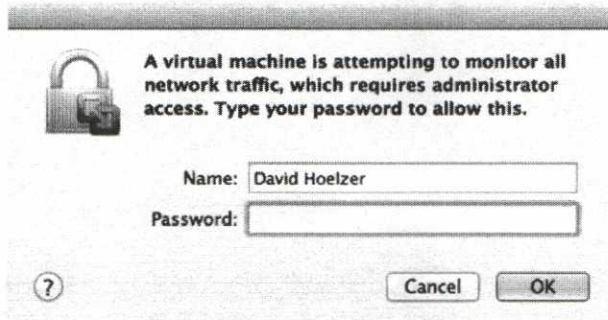 A virtual machine is attempting to monitor all
network traffic, which requires administrator
access. Type your password to allow this.
Name: David Hoelzer
Password:
? Cancel OK